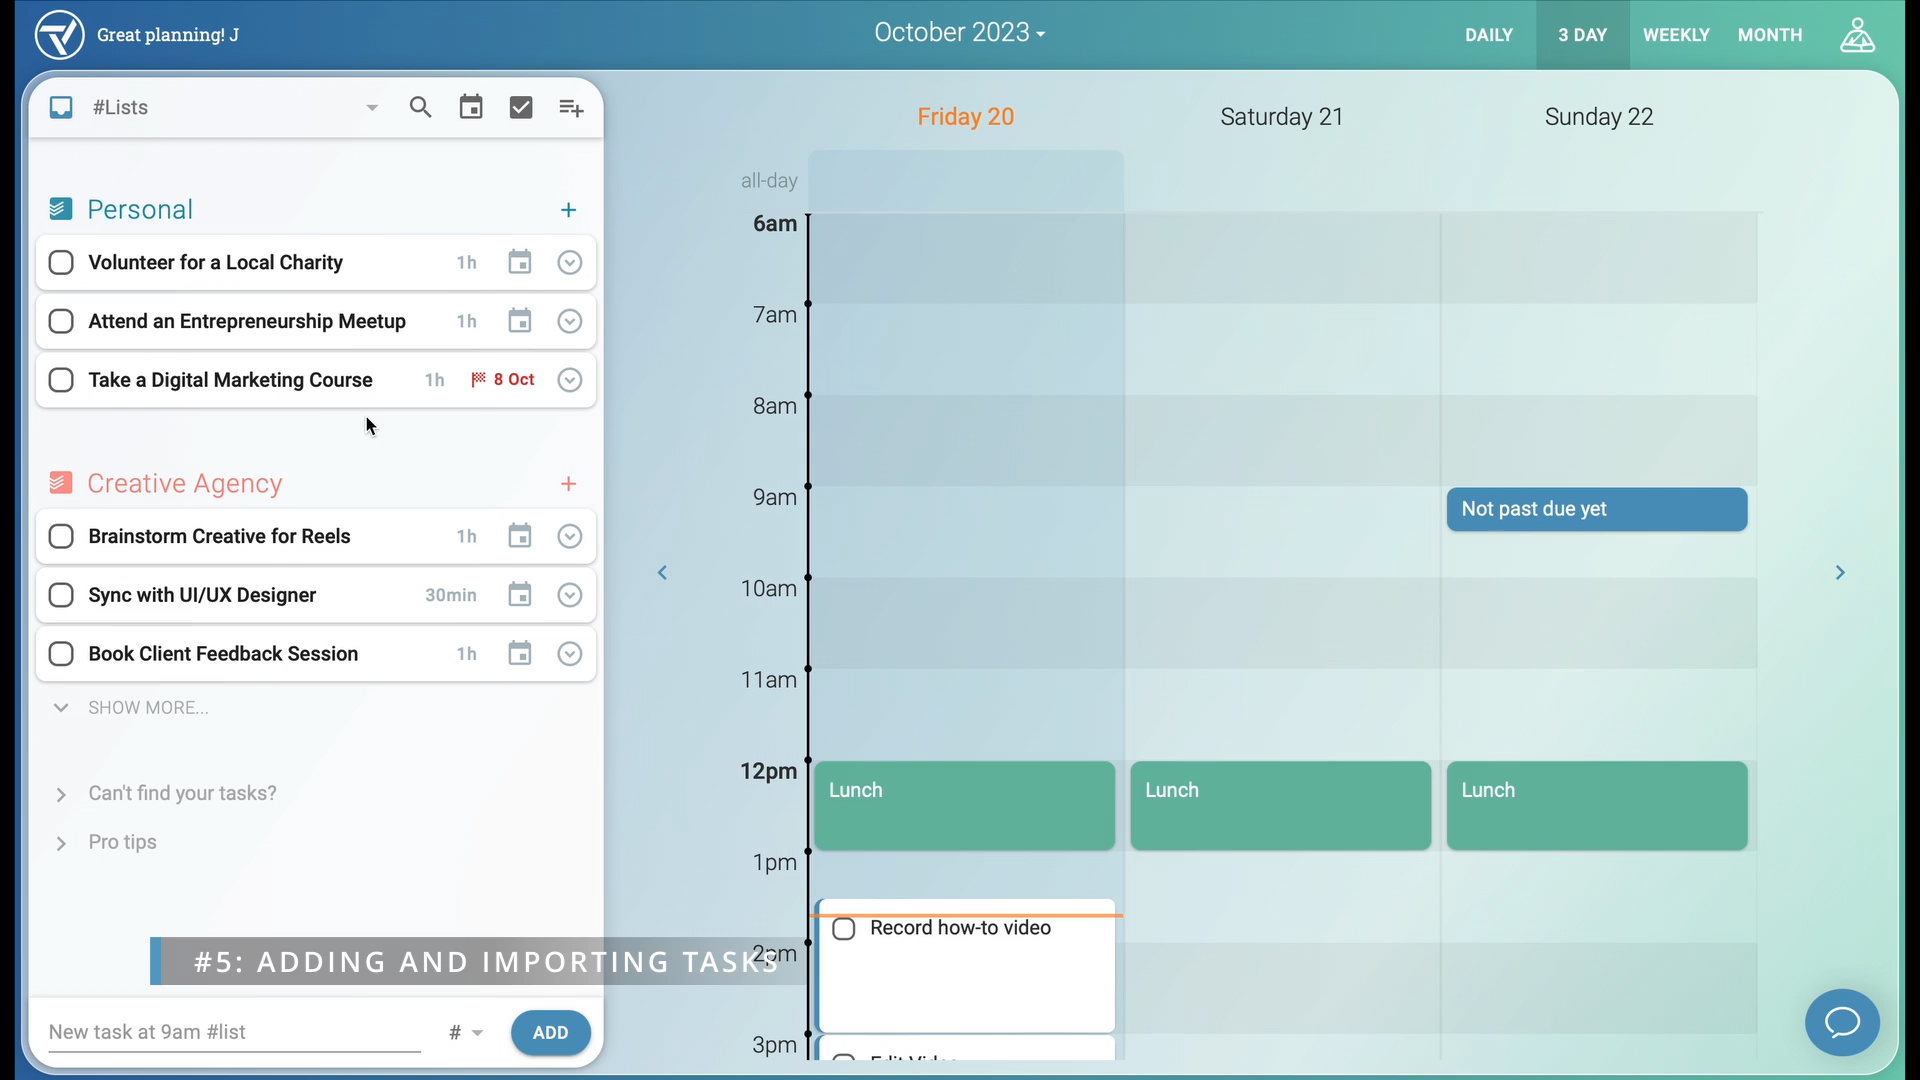 Great planning! J
October 2023
DAILY
3 DAY
WEEKLY
MONTH
#Lists
Personal
Volunteer for a Local Charity 1h
Attend an Entrepreneurship Meetup 1h
Take a Digital Marketing Course 1h 8 Oct
Creative Agency
Brainstorm Creative for Reels 1h
Sync with UI/UX Designer 30min
Book Client Feedback Session 1h
SHOW MORE...
Can't find your tasks?
Pro tips
#5: ADDING AND IMPORTING TASKS
New task at 9am #list # ADD
Friday 20 Saturday 21 Sunday 22
all-day
6am
7am
8am
9am
Not past due yet
10am
11am
12pm
Lunch Lunch Lunch
1pm
Record how-to video
2pm
3pm
Edit Video